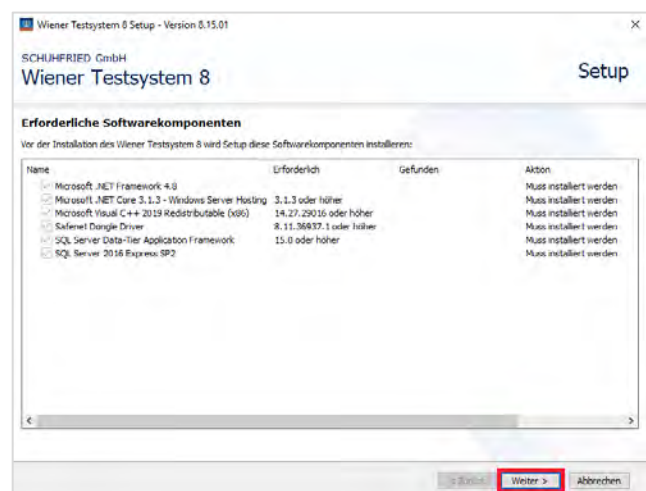 Wiener Testsystem 8 Setup - Version 8.15.01
SCHUHFRIED GmbH
Wiener Testsystem 8
Setup
Erforderliche Softwarekomponenten
Vor der Installation des Wiener Testsystem 8 wird Setup diese Softwarekomponenten installieren:
Name Erforderlich Gefunden Aktion
Microsoft .NET Framework 4.8 Muss installiert werden
Microsoft .NET Core 3.1.3 - Windows Server Hosting 3.1.3 oder höher Muss installiert werden
Microsoft Visual C++ 2019 Redistributable (x86) 14.27.29016 oder höher Muss installiert werden
Safenet Dongle Driver 8.11.36937.1 oder höher Muss installiert werden
SQL Server Data-Tier Application Framework 15.0 oder höher Muss installiert werden
SQL Server 2016 Express SP2 Muss installiert werden
< Zurück Weiter > Abbrechen